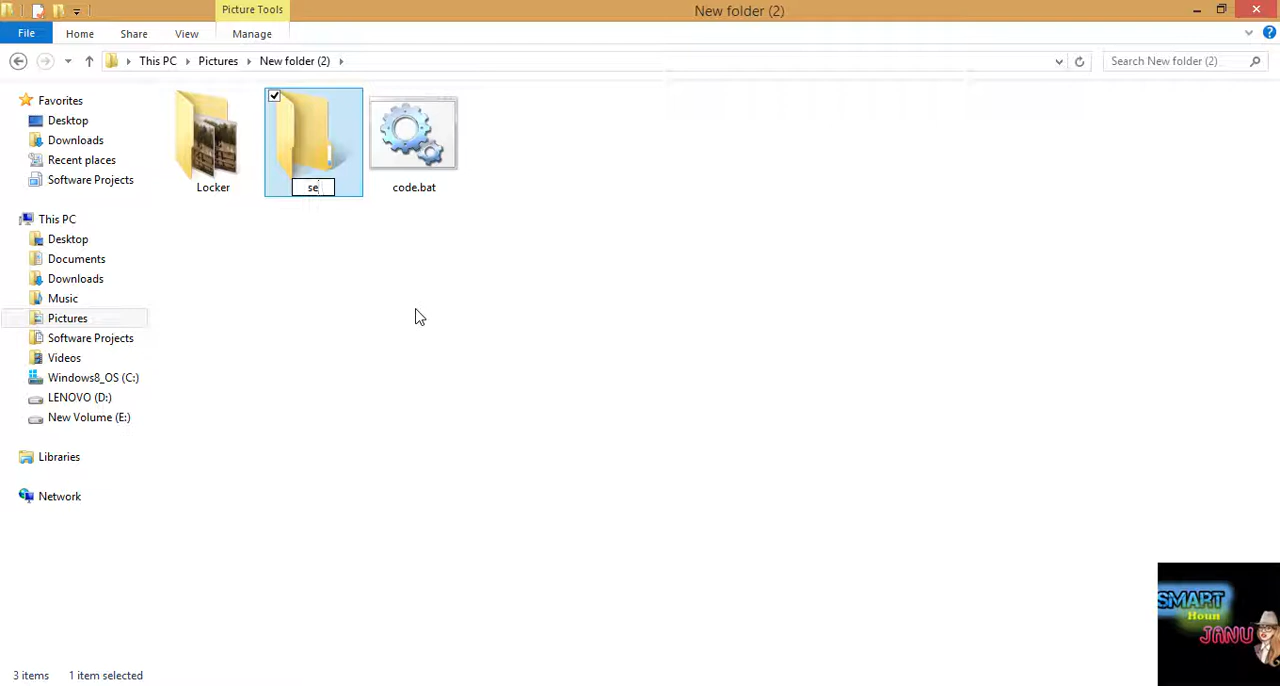 Picture Tools
New folder (2)
File
Home
Share
View
Manage
This PC
Pictures
New folder (2)
Search New folder (2)
Favorites
Desktop
Downloads
Recent places
Software Projects
This PC
Desktop
Documents
Downloads
Music
Pictures
Software Projects
Videos
Windows8_OS (C:)
LENOVO (D:)
New Volume (E:)
Libraries
Network
Locker
se
code.bat
SMART
Houn
JANU
3 items
1 item selected